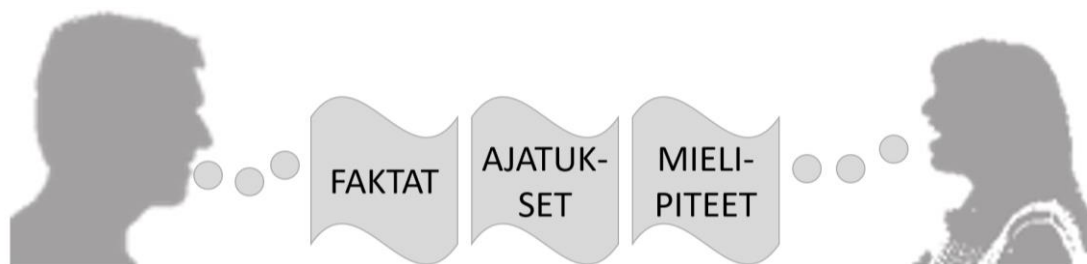 FAKTAT
AJATUK-
SET
MIELI-
PITEET